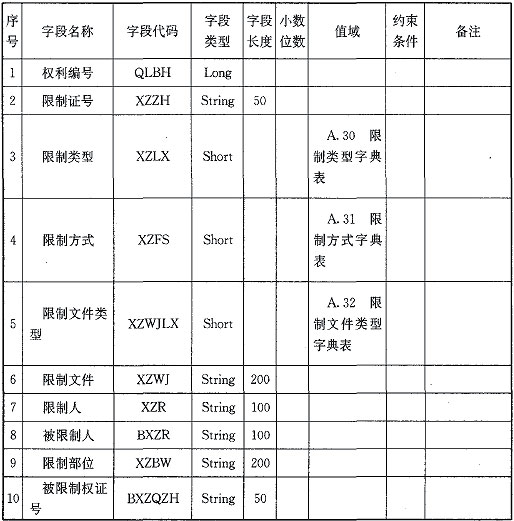 序号 字段名称 字段代码 字段类型 字段长度 小数位数 值域 约束条件 备注
1 权利编号 QLBH Long
2 限制证号 XZZH String 50
3 限制类型 XZLX Short A.30 限制类型字典表
4 限制方式 XZFS Short A.31 限制方式字典表
5 限制文件类型 XZWJLX Short A.32 限制文件类型字典表
6 限制文件 XZWJ String 200
7 限制人 XZR String 100
8 被限制人 BXZR String 100
9 限制部位 XZBW String 200
10 被限制权证号 BXZQZH String 50